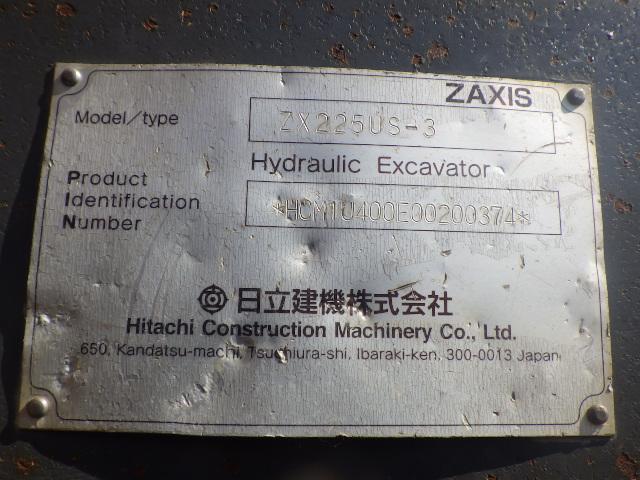 ZAXIS
Model/type ZX225US-3
Hydraulic Excavator
Product
Identification *HCM1U400E00200374*
Number
日立建機株式会社
Hitachi Construction Machinery Co., Ltd.
650, Kandatsu-machi, Tsuchiura-shi, Ibaraki-ken, 300-0013 Japan